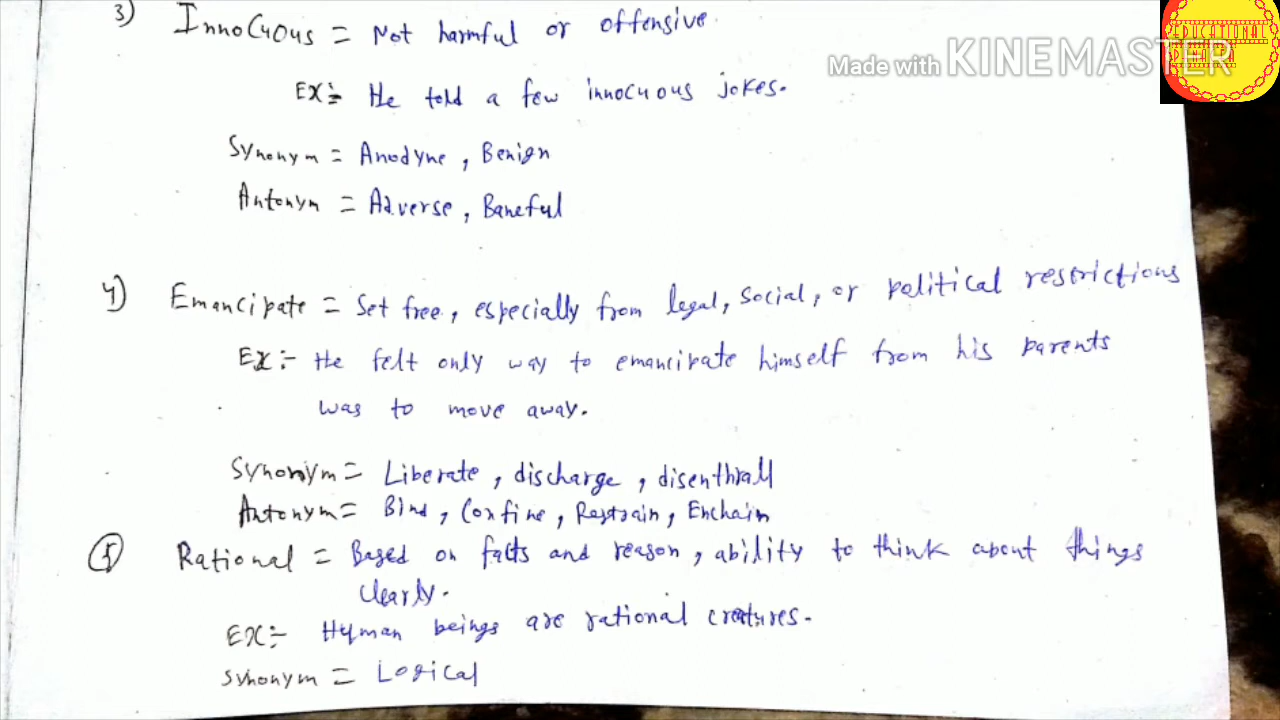 3) Innocuous = Not harmful or offensive.
Made with KINEMASTER
EDUCATIONAL
EX:- He told a few innocuous jokes.
Synonym = Anodyne, Benign
Antonym = Adverse, Baneful
4) Emancipate = Set free, especially from legal, social, or political restrictions
EX:- He felt only way to emancipate himself from his parents
was to move away.
Synonym = Liberate, discharge, disenthrall
Antonym = Bind, Confine, Restrain, Enchain
5) Rational = Based on facts and reason, ability to think about things
clearly.
EX:- Human beings are rational creatures.
Synonym = Logical